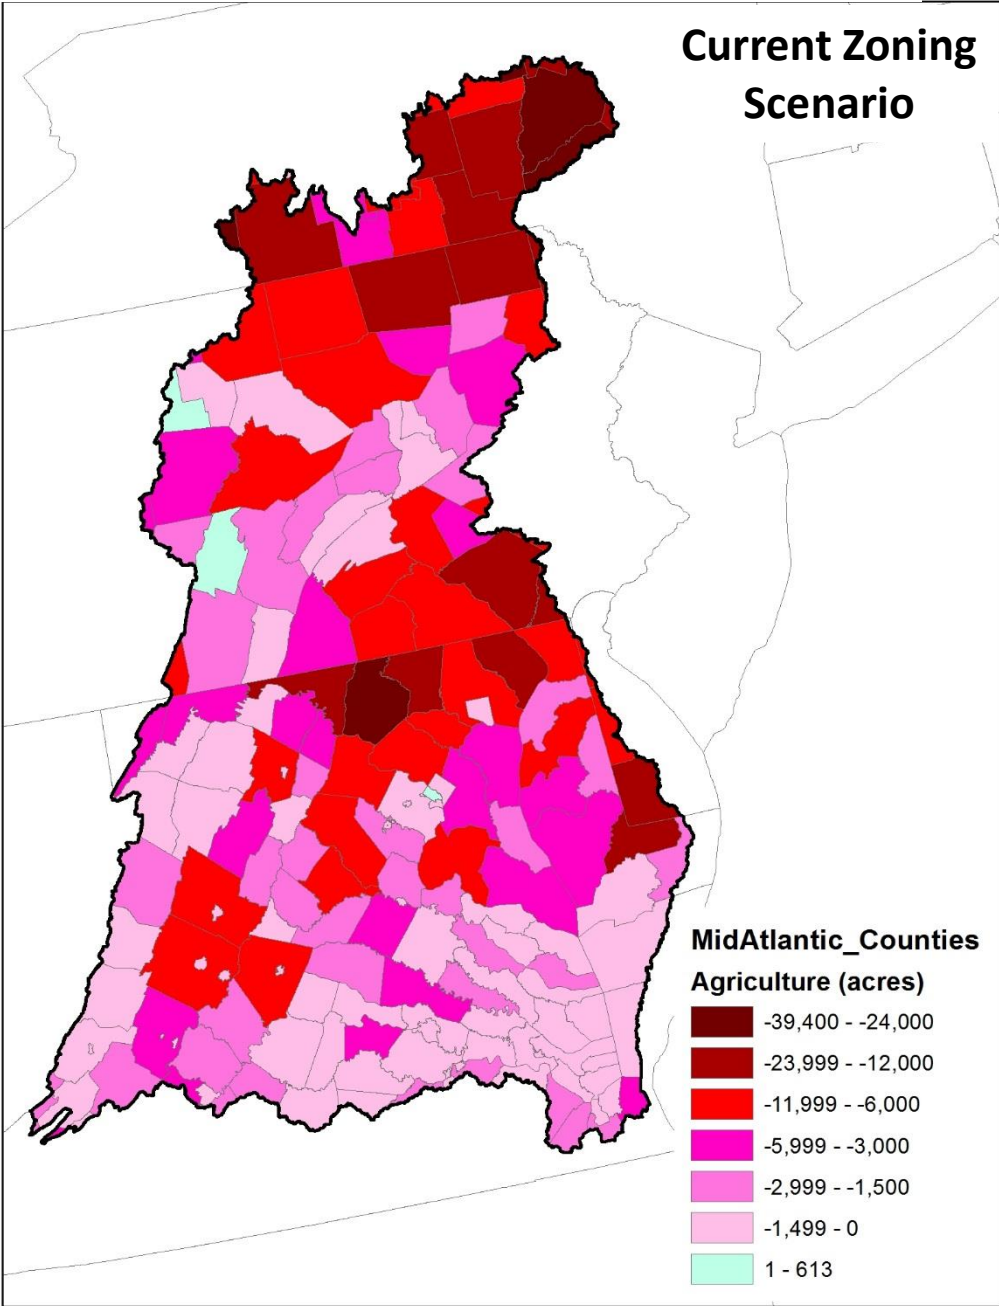 Current Zoning
Scenario
MidAtlantic_Counties
Agriculture (acres)
-39,400 - -24,000
-23,999 - -12,000
-11,999 - -6,000
-5,999 - -3,000
-2,999 - -1,500
-1,499 - 0
1 - 613